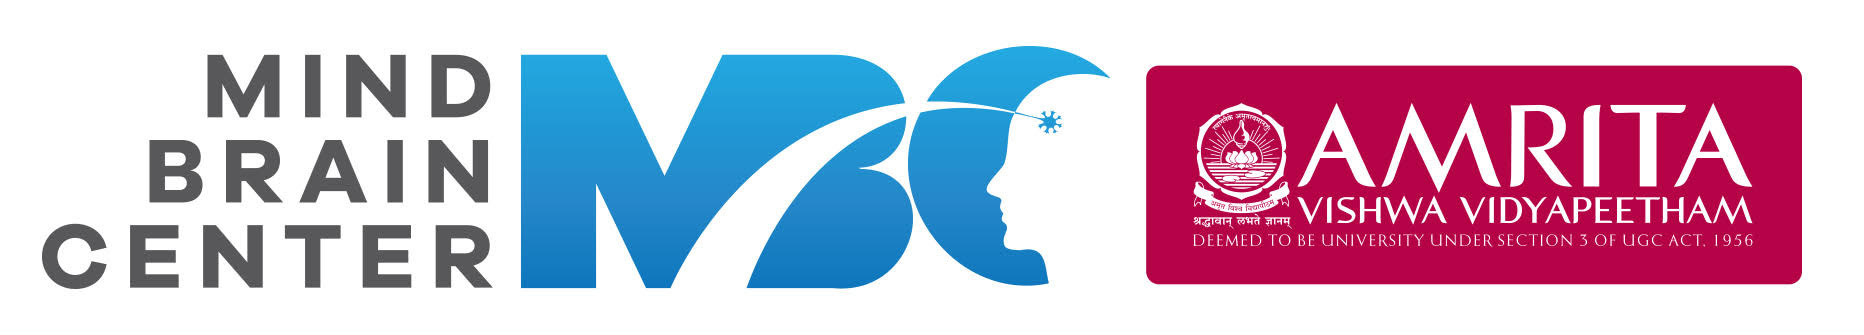 MIND
BRAIN
CENTER
MBC
AMRITA
VISHWA VIDYAPEETHAM
श्रद्धावान् लभते ज्ञानम्
DEEMED TO BE UNIVERSITY UNDER SECTION 3 OF UGC ACT, 1956